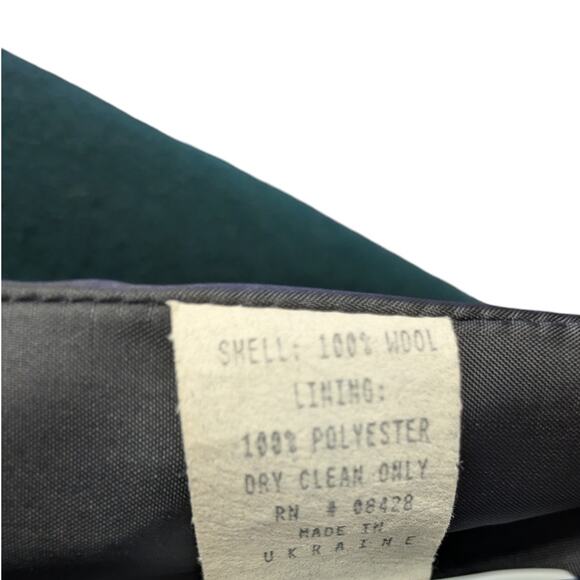 SHELL: 100% WOOL
LINING:
100% POLYESTER
DRY CLEAN ONLY
RN # 08428
MADE IN
UKRAINE